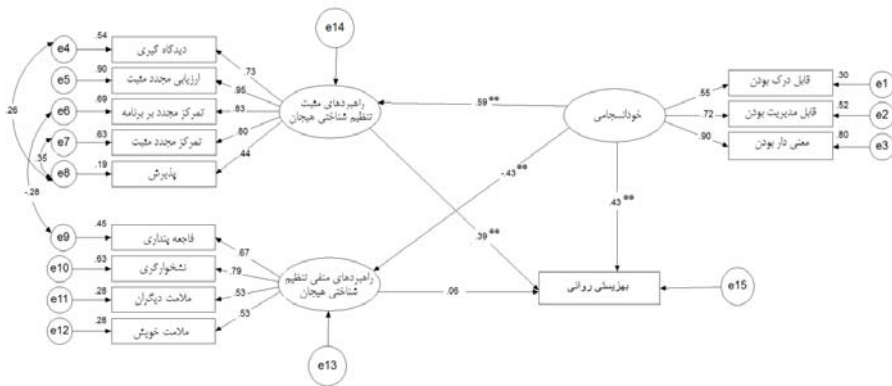 e14
.54
e4
دیدگاه گیری
.73
.90
e5
ارزیابی مجدد مثبت
.95
.69
e6
تمرکز مجدد بر برنامه
.83
.63
e7
تمرکز مجدد مثبت
.80
.19
e8
پذیرش
.44
.26
.35
-.28
راهبردهای مثبت
تنظیم شناختی هیجان
.59 **
خودانسجامی
.55
قابل درک بودن
.30
e1
.72
قابل مدیریت بودن
.52
e2
.90
معنی دار بودن
.80
e3
-.43 **
.39 **
.43 **
.45
e9
فاجعه پنداری
.67
.63
e10
نشخوارگری
.79
.28
e11
ملامت دیگران
.53
.28
e12
ملامت خویش
.53
راهبردهای منفی تنظیم
شناختی هیجان
.06
بهزیستی روانی
e15
e13